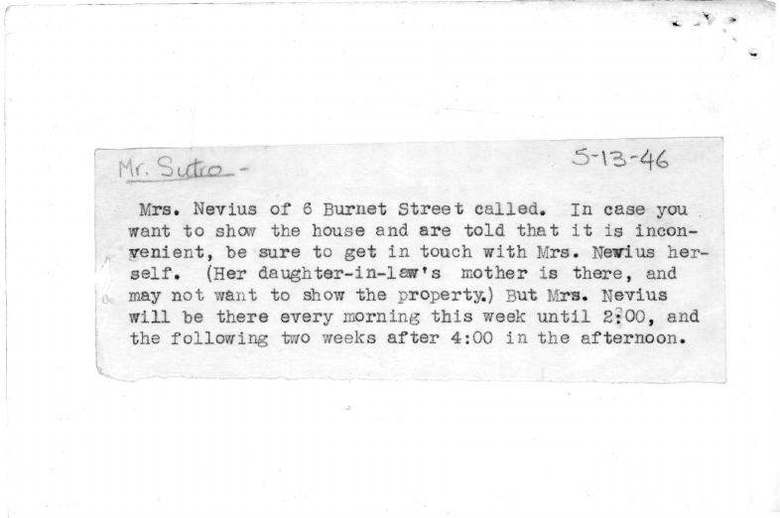 Mr. Sutro-
5-13-46
Mrs. Nevius of 6 Burnet Street called. In case you
want to show the house and are told that it is incon-
venient, be sure to get in touch with Mrs. Nevius her-
self. (Her daughter-in-law's mother is there, and
may not want to show the property.) But Mrs. Nevius
will be there every morning this week until 2:00, and
the following two weeks after 4:00 in the afternoon.